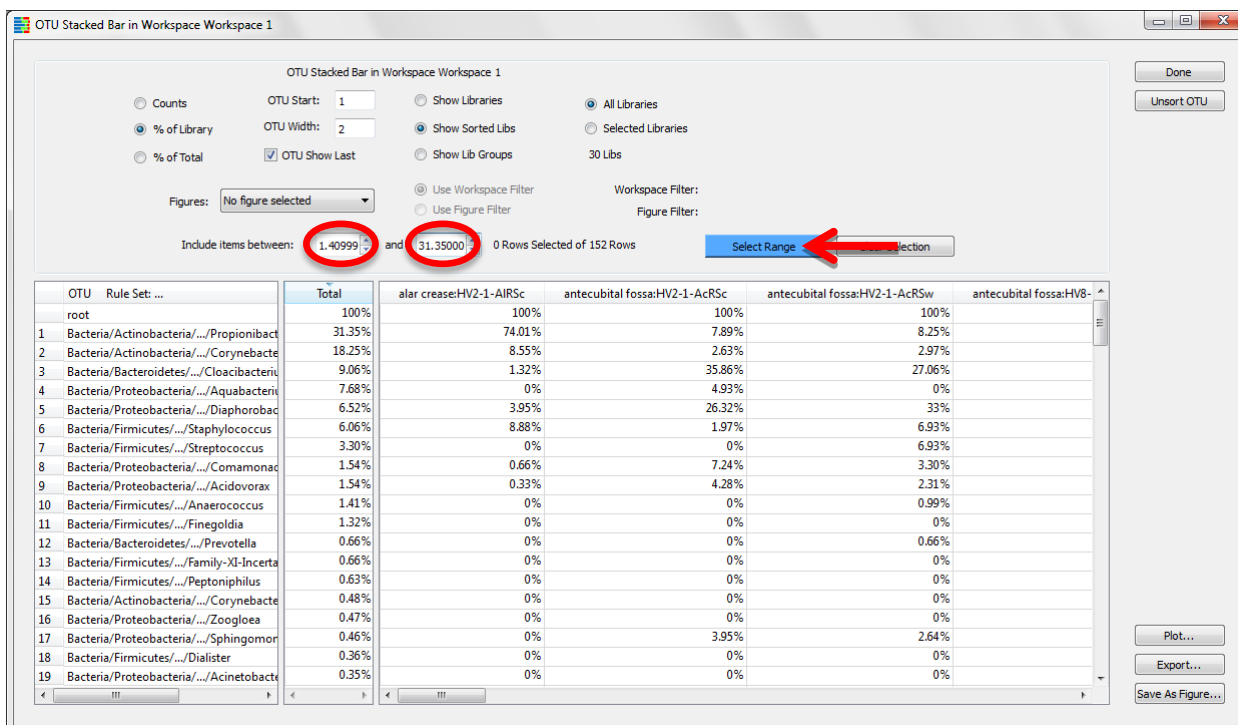 OTU Stacked Bar in Workspace Workspace 1
OTU Stacked Bar in Workspace Workspace 1
Done
Counts OTU Start: 1 Show Libraries All Libraries Unsort OTU
% of Library OTU Width: 2 Show Sorted Libs Selected Libraries
% of Total OTU Show Last Show Lib Groups 30 Libs
Figures: No figure selected Use Workspace Filter Workspace Filter:
Use Figure Filter Figure Filter:
Include items between: 1.40999 and 31.35000 0 Rows Selected of 152 Rows Select Range
OTU Rule Set: ... Total alar crease:HV2-1-AlRSc antecubital fossa:HV2-1-AcRSc antecubital fossa:HV2-1-AcRSw antecubital fossa:HV8-
root 100% 100% 100% 100%
1 Bacteria/Actinobacteria/.../Propionibact 31.35% 74.01% 7.89% 8.25%
2 Bacteria/Actinobacteria/.../Corynebacte 18.25% 8.55% 2.63% 2.97%
3 Bacteria/Bacteroidetes/.../Cloacibacteriu 9.06% 1.32% 35.86% 27.06%
4 Bacteria/Proteobacteria/.../Aquabacteriu 7.68% 0% 4.93% 0%
5 Bacteria/Proteobacteria/.../Diaphorobac 6.52% 3.95% 26.32% 33%
6 Bacteria/Firmicutes/.../Staphylococcus 6.06% 8.88% 1.97% 6.93%
7 Bacteria/Firmicutes/.../Streptococcus 3.30% 0% 0% 6.93%
8 Bacteria/Proteobacteria/.../Comamonad 1.54% 0.66% 7.24% 3.30%
9 Bacteria/Proteobacteria/.../Acidovorax 1.54% 0.33% 4.28% 2.31%
10 Bacteria/Firmicutes/.../Anaerococcus 1.41% 0% 0% 0.99%
11 Bacteria/Firmicutes/.../Finegoldia 1.32% 0% 0% 0%
12 Bacteria/Bacteroidetes/.../Prevotella 0.66% 0% 0% 0.66%
13 Bacteria/Firmicutes/.../Family-XI-Incerta 0.66% 0% 0% 0%
14 Bacteria/Firmicutes/.../Peptoniphilus 0.63% 0% 0% 0%
15 Bacteria/Actinobacteria/.../Corynebacte 0.48% 0% 0% 0%
16 Bacteria/Proteobacteria/.../Zoogloea 0.47% 0% 0% 0%
17 Bacteria/Proteobacteria/.../Sphingomor 0.46% 0% 3.95% 2.64%
18 Bacteria/Firmicutes/.../Dialister 0.36% 0% 0% 0%
19 Bacteria/Proteobacteria/.../Acinetobacte 0.35% 0% 0% 0%
Plot...
Export...
Save As Figure...